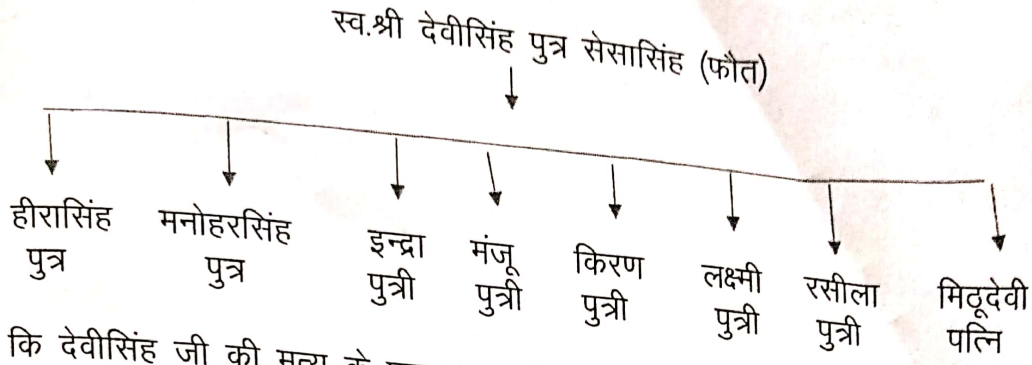 स्व.श्री देवीसिंह पुत्र सेसासिंह (फौत)
हीरासिंह मनोहरसिंह इन्द्रा मंजू किरण लक्ष्मी रसीला मिठूदेवी
पुत्र पुत्र पुत्री पुत्री पुत्री पुत्री पुत्री पत्नि
कि देवीसिंह जी की